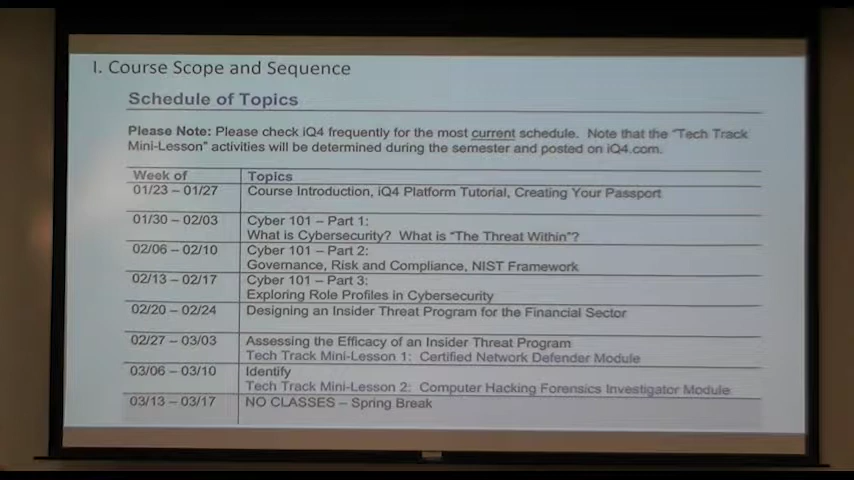 I. Course Scope and Sequence
Schedule of Topics
Please Note: Please check iQ4 frequently for the most current schedule. Note that the "Tech Track
Mini-Lesson" activities will be determined during the semester and posted on iQ4.com.
Week of Topics
01/23 – 01/27 Course Introduction, iQ4 Platform Tutorial, Creating Your Passport
01/30 – 02/03 Cyber 101 – Part 1:
What is Cybersecurity? What is "The Threat Within"?
02/06 – 02/10 Cyber 101 – Part 2:
Governance, Risk and Compliance, NIST Framework
02/13 – 02/17 Cyber 101 – Part 3:
Exploring Role Profiles in Cybersecurity
02/20 – 02/24 Designing an Insider Threat Program for the Financial Sector
02/27 – 03/03 Assessing the Efficacy of an Insider Threat Program
Tech Track Mini-Lesson 1: Certified Network Defender Module
03/06 – 03/10 Identify
Tech Track Mini-Lesson 2: Computer Hacking Forensics Investigator Module
03/13 – 03/17 NO CLASSES – Spring Break